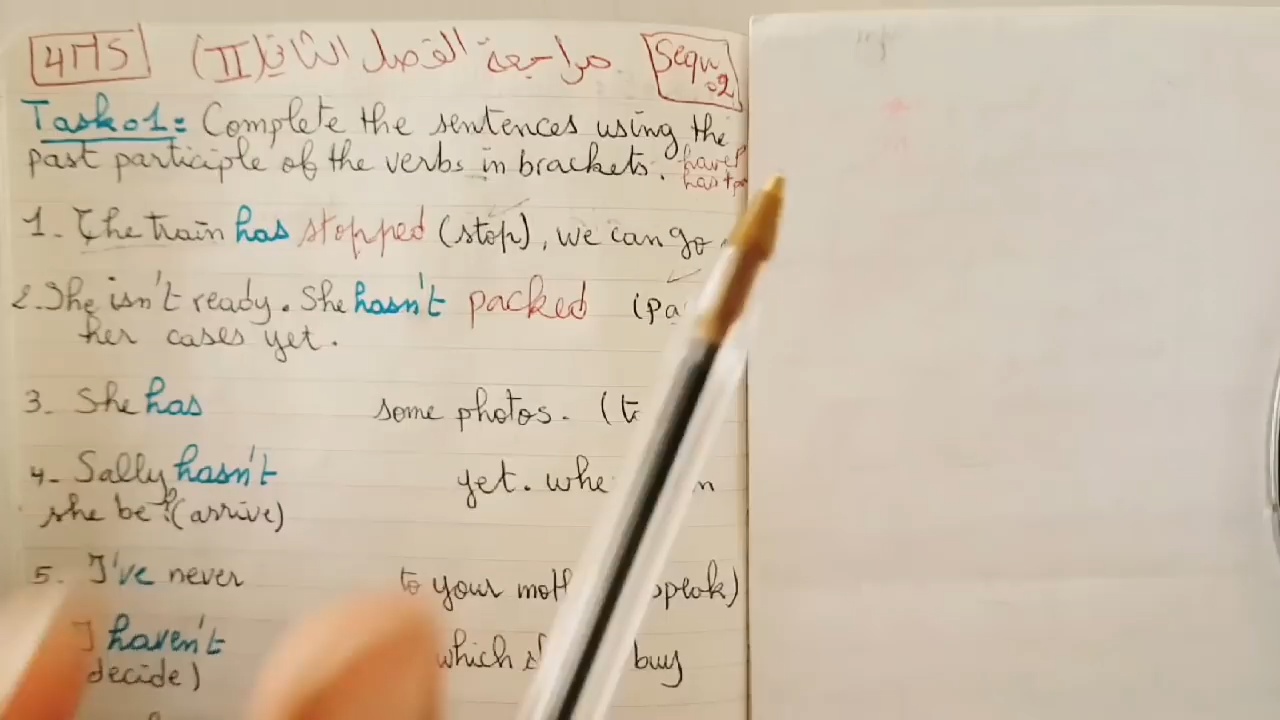 4MS مراجعة الفصل الثاني (II) Sequ 02
Task 01: Complete the sentences using the
past participle of the verbs in brackets. have
has + pp
1. The train has stopped (stop), we can go
2. She isn't ready. She hasn't packed (pa
her cases yet.
3. She has some photos. (t
4. Sally hasn't yet. whe n
she be? (arrive)
5. I've never to your moth speak)
I haven't which s buy
decide)